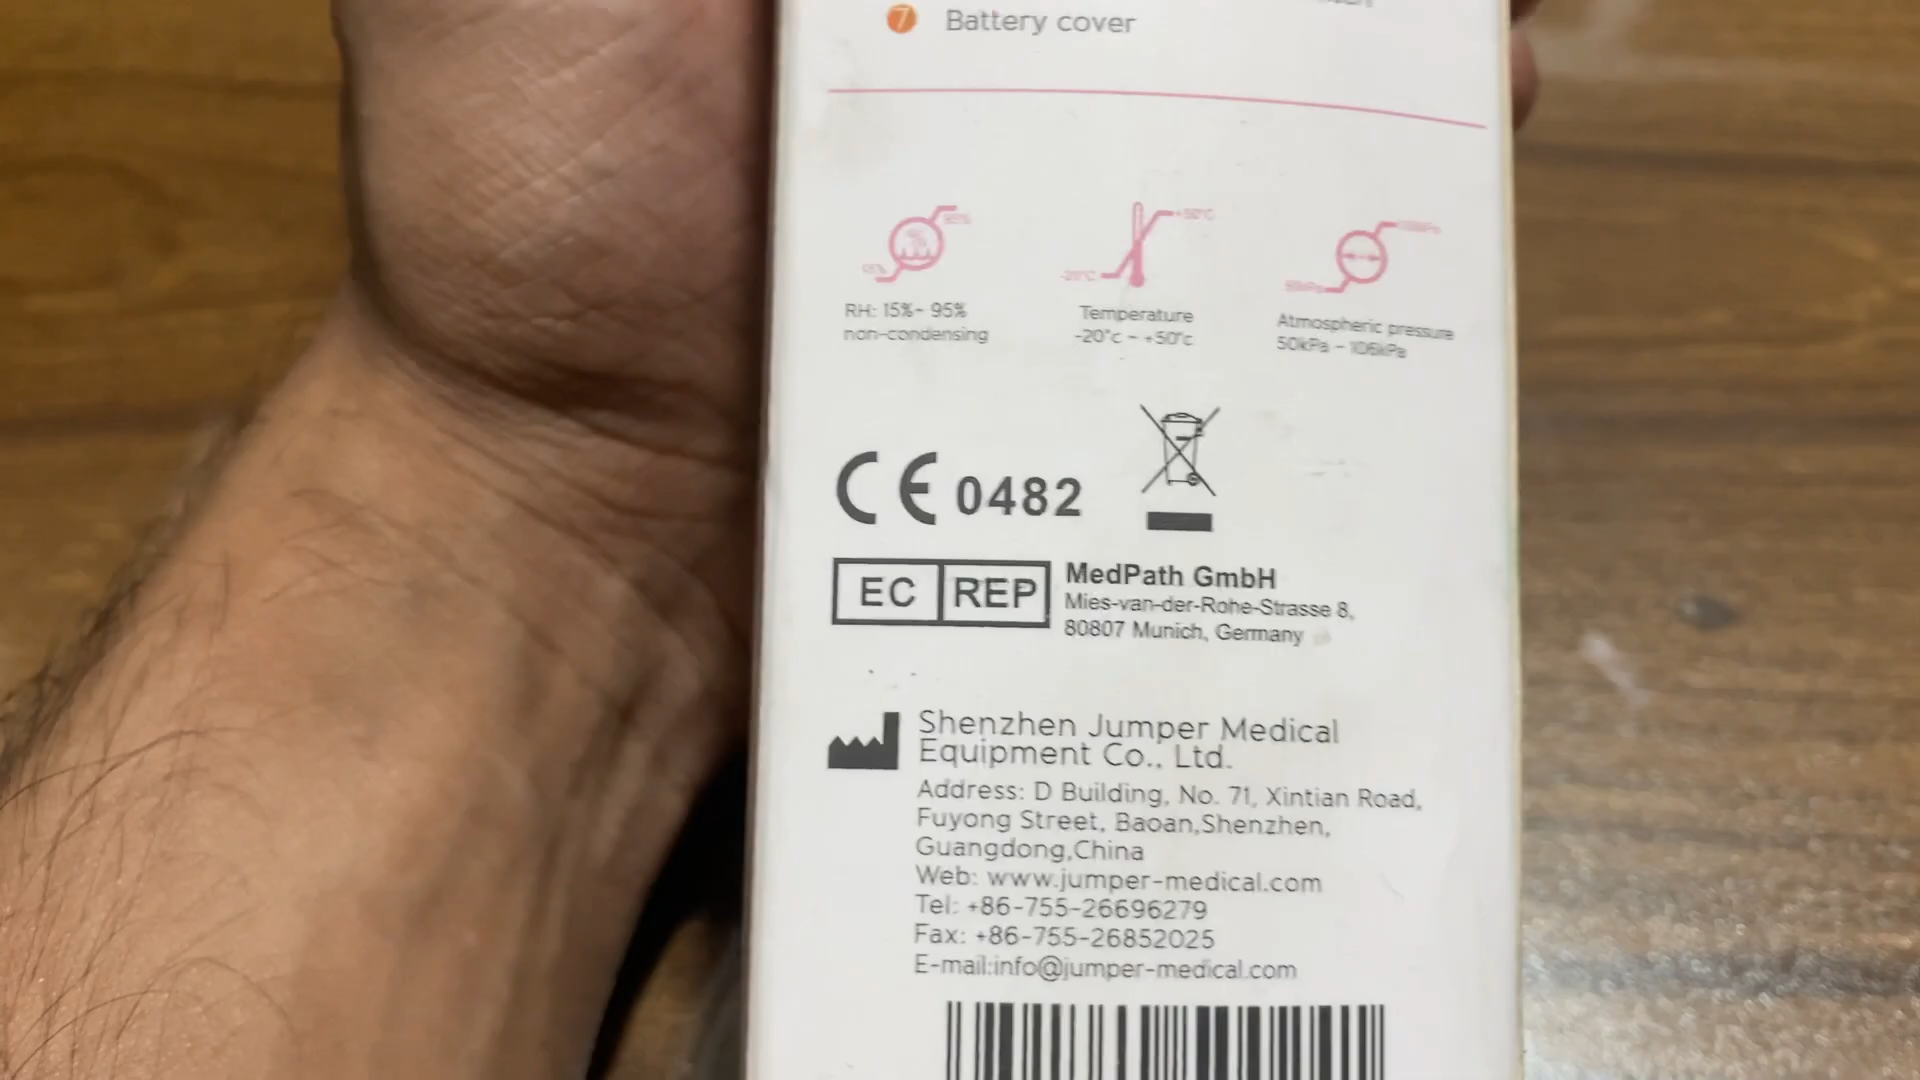 7 Battery cover
+50°C
-20°C
RH: 15%- 95%
non-condensing
Temperature
-20°c ~ +50°c
Atmospheric pressure
50kPa - 106kPa
CE 0482
EC REP
MedPath GmbH
Mies-van-der-Rohe-Strasse 8,
80807 Munich, Germany
Shenzhen Jumper Medical
Equipment Co., Ltd.
Address: D Building, No. 71, Xintian Road,
Fuyong Street, Baoan,Shenzhen,
Guangdong,China
Web: www.jumper-medical.com
Tel: +86-755-26696279
Fax: +86-755-26852025
E-mail:info@jumper-medical.com